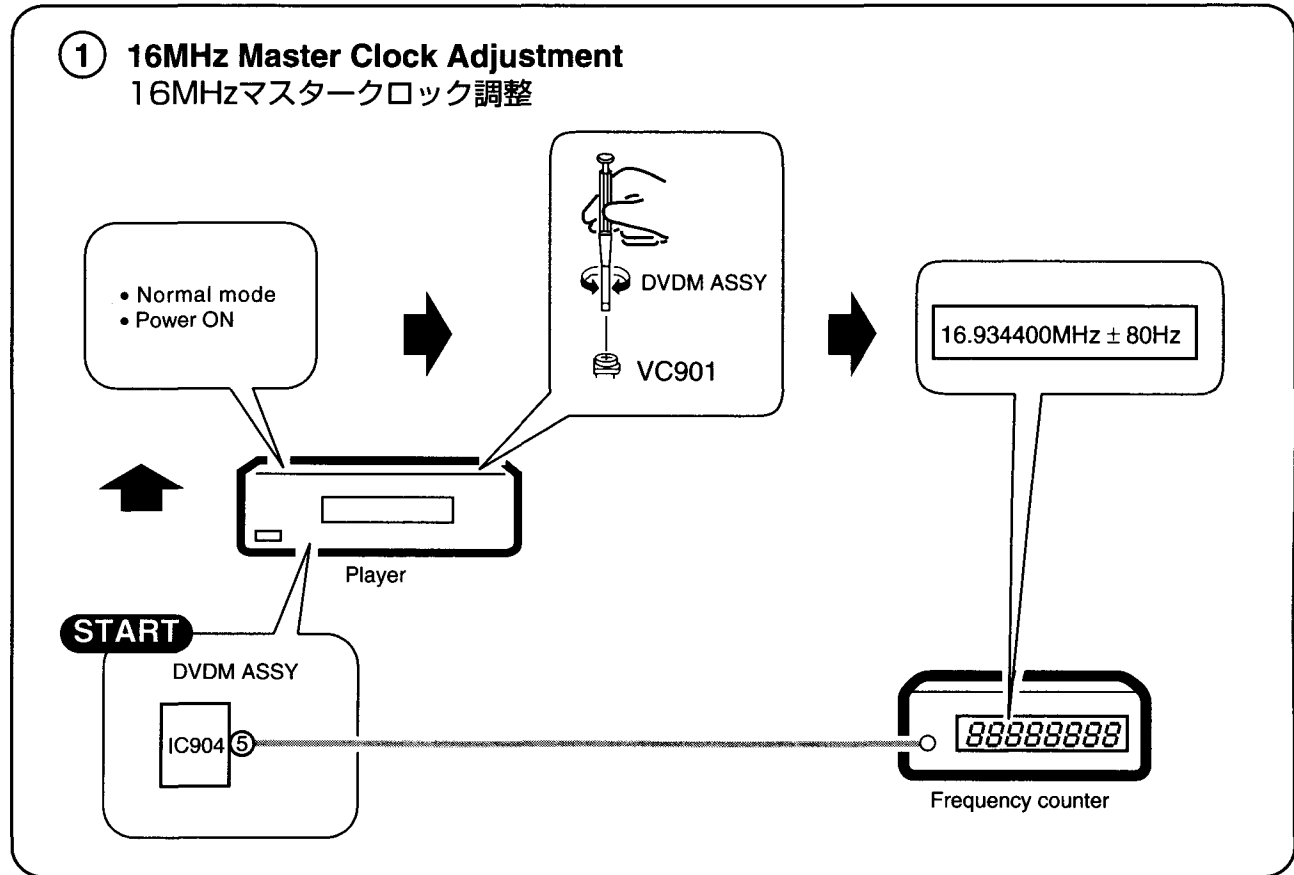 ① 16MHz Master Clock Adjustment
16MHzマスタークロック調整
• Normal mode
• Power ON
DVDM ASSY
VC901
16.934400MHz ± 80Hz
Player
START
DVDM ASSY
IC904 ⑤
88888888
Frequency counter